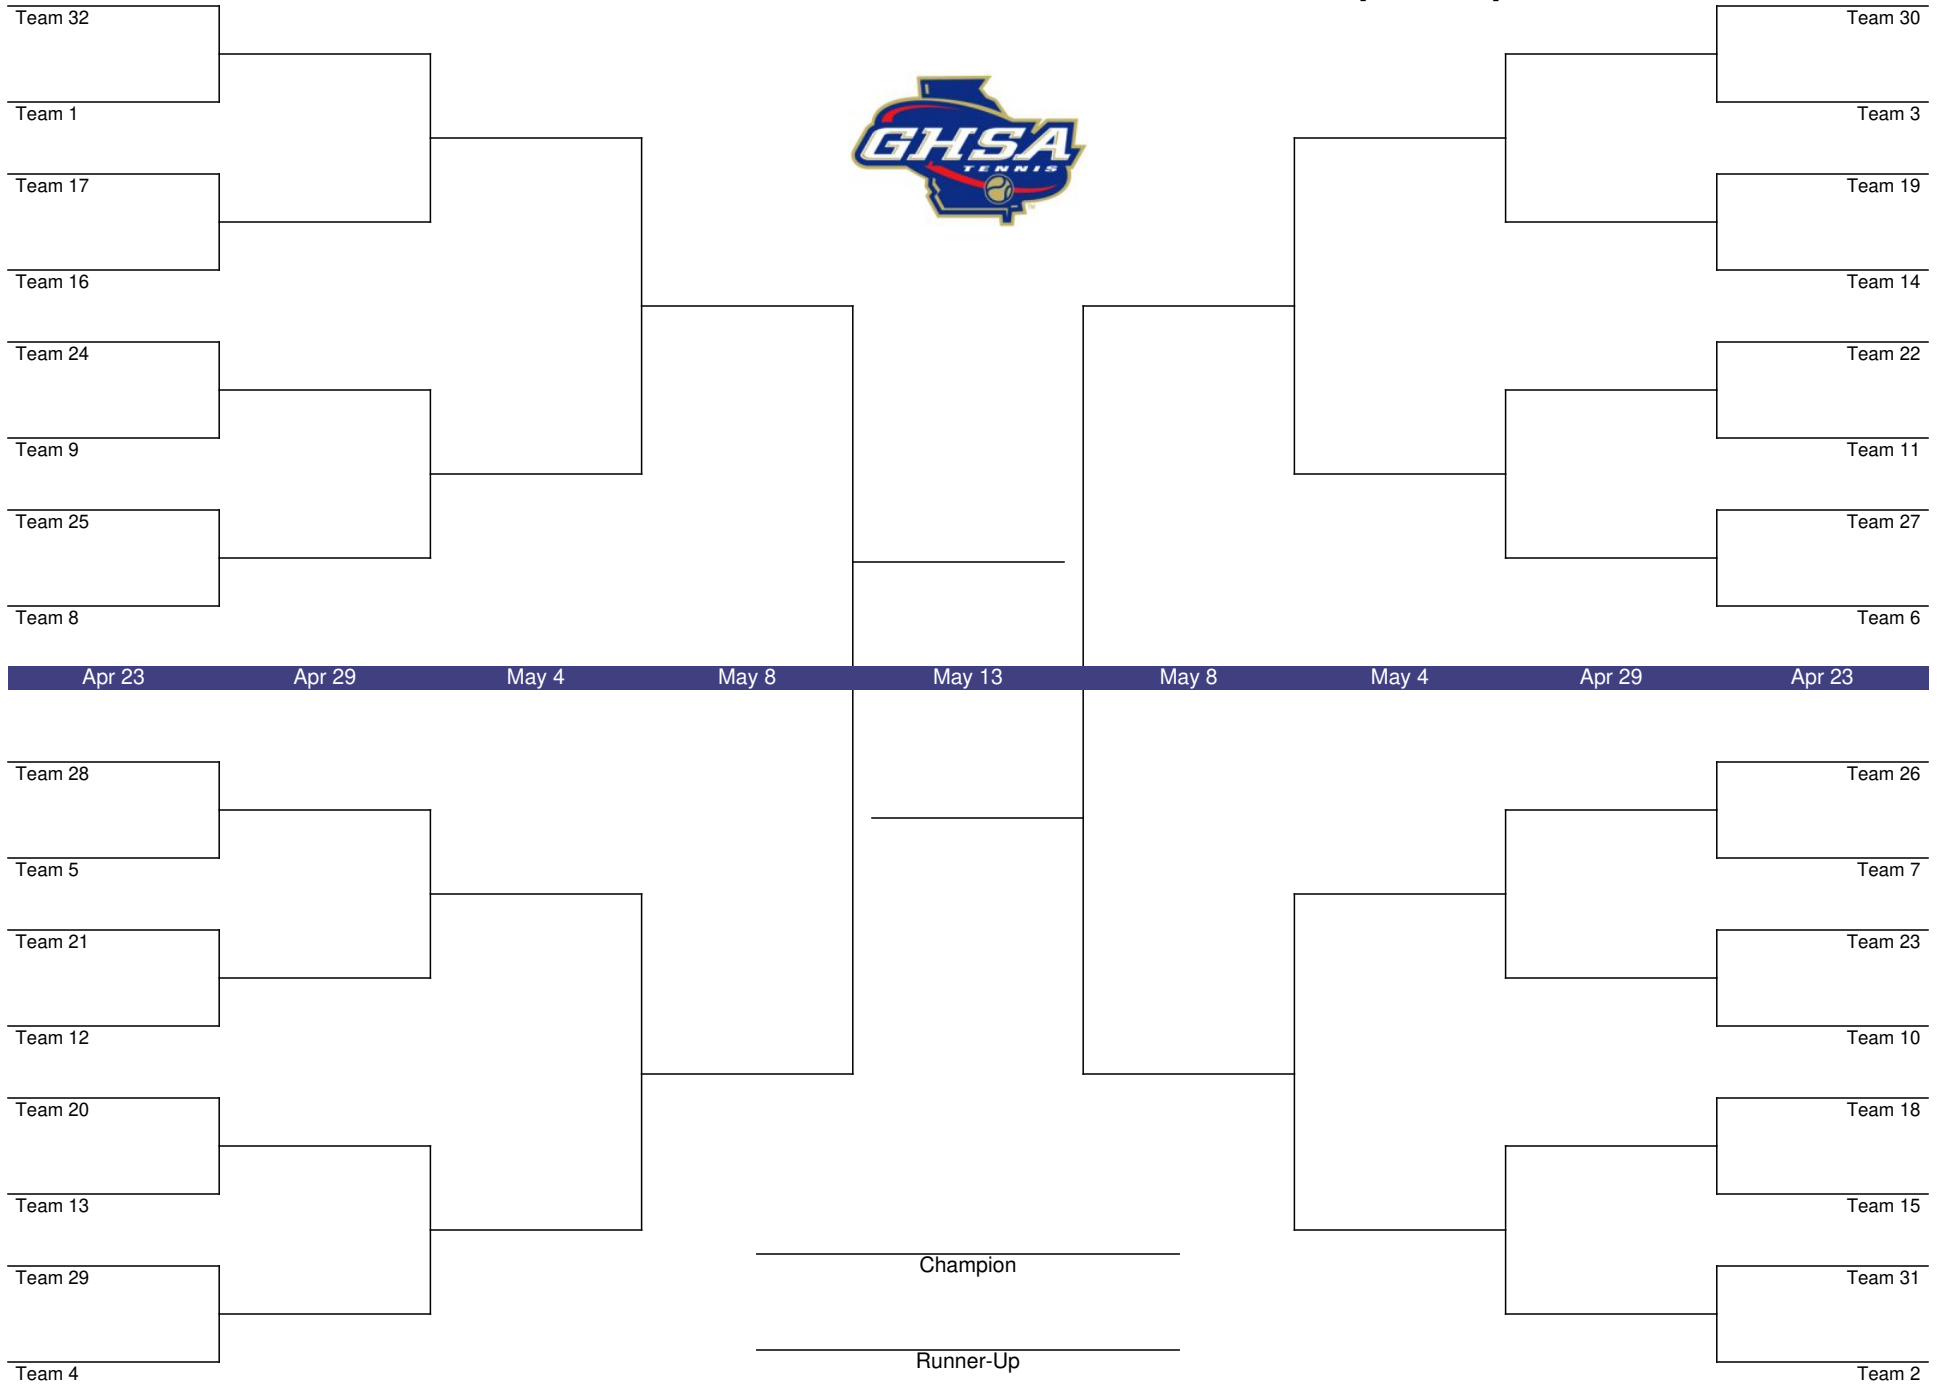 Team 32
Team 1
Team 17
Team 16
Team 24
Team 9
Team 25
Team 8
GHSA
TENNIS
Team 30
Team 3
Team 19
Team 14
Team 22
Team 11
Team 27
Team 6
Apr 23 Apr 29 May 4 May 8 May 13 May 8 May 4 Apr 29 Apr 23
Team 28
Team 5
Team 21
Team 12
Team 20
Team 13
Team 29
Team 4
Champion
Runner-Up
Team 26
Team 7
Team 23
Team 10
Team 18
Team 15
Team 31
Team 2